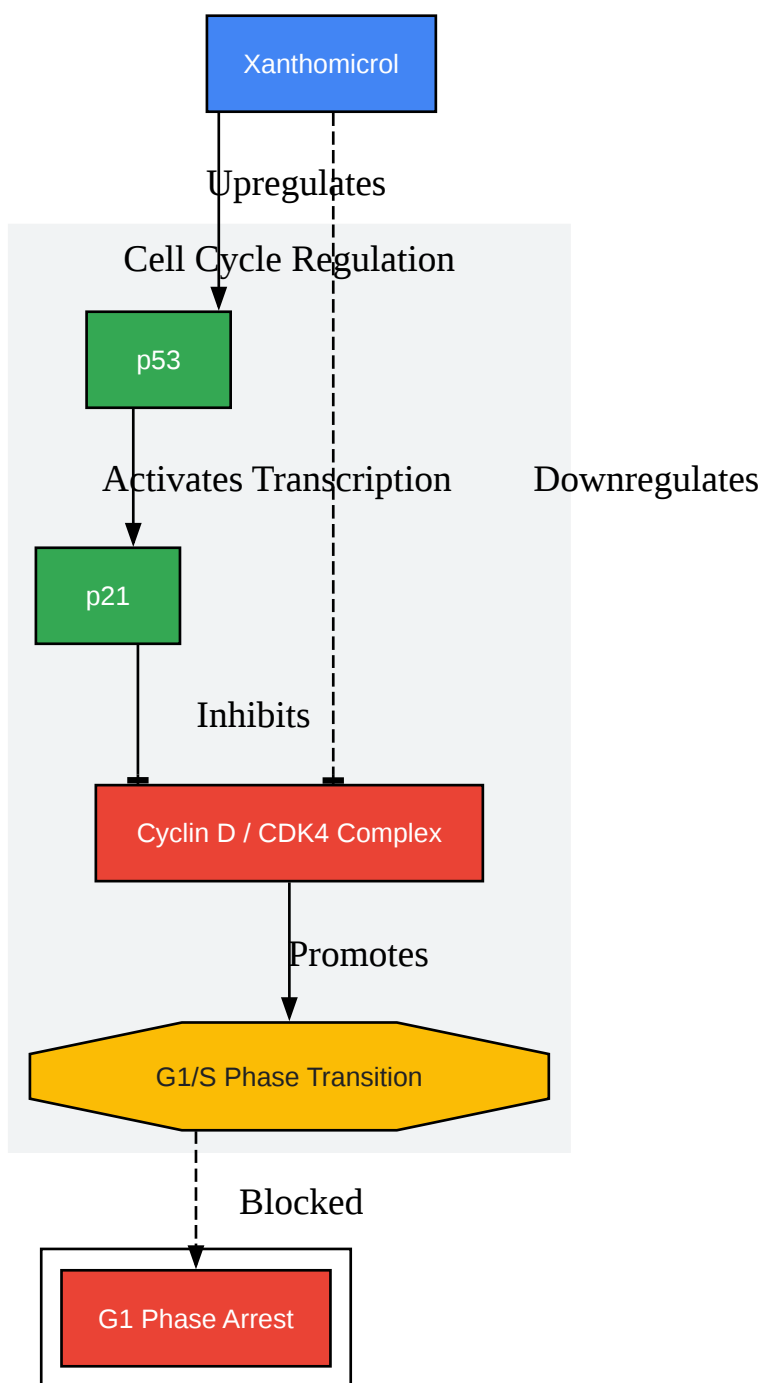 Xanthomicrol
Upregulates
Cell Cycle Regulation
p53
Activates Transcription
Downregulates
p21
Inhibits
Cyclin D / CDK4 Complex
Promotes
G1/S Phase Transition
Blocked
G1 Phase Arrest